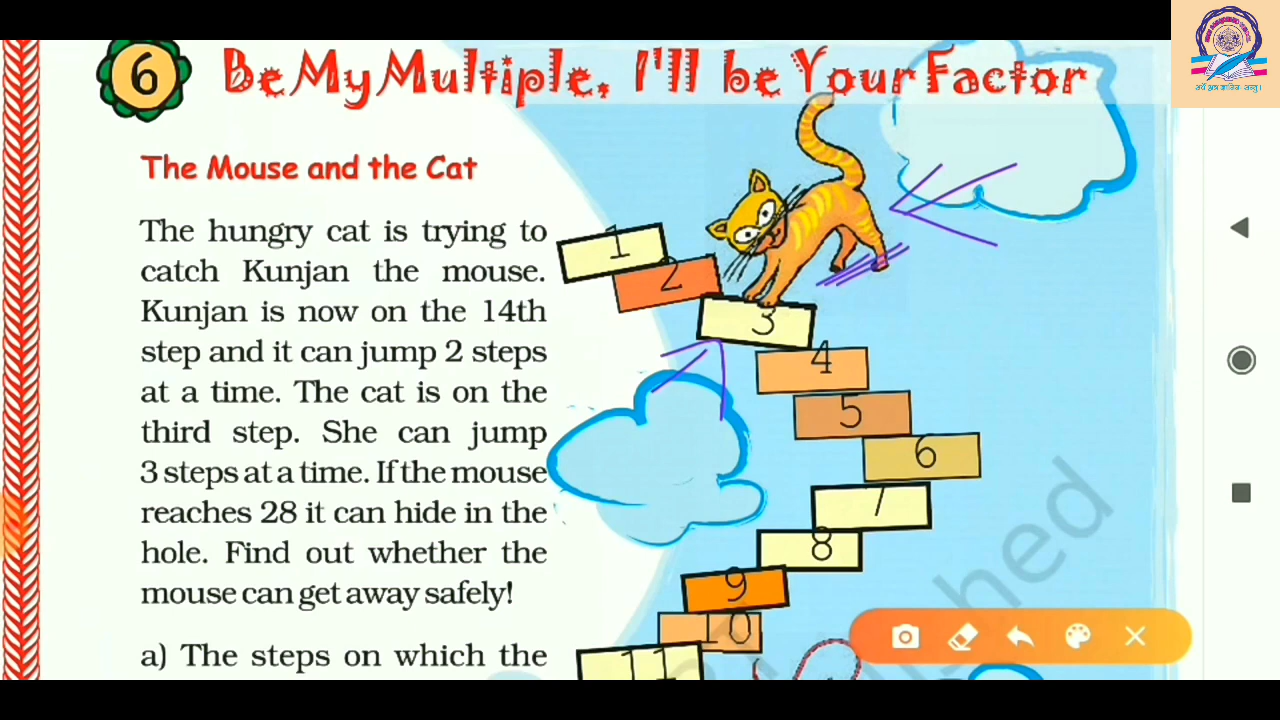 6 Be My Multiple, I'll be Your Factor
The Mouse and the Cat
The hungry cat is trying to
catch Kunjan the mouse.
Kunjan is now on the 14th
step and it can jump 2 steps
at a time. The cat is on the
third step. She can jump
3 steps at a time. If the mouse
reaches 28 it can hide in the
hole. Find out whether the
mouse can get away safely!
a) The steps on which the
1
2
3
4
5
6
7
8
9
10
11